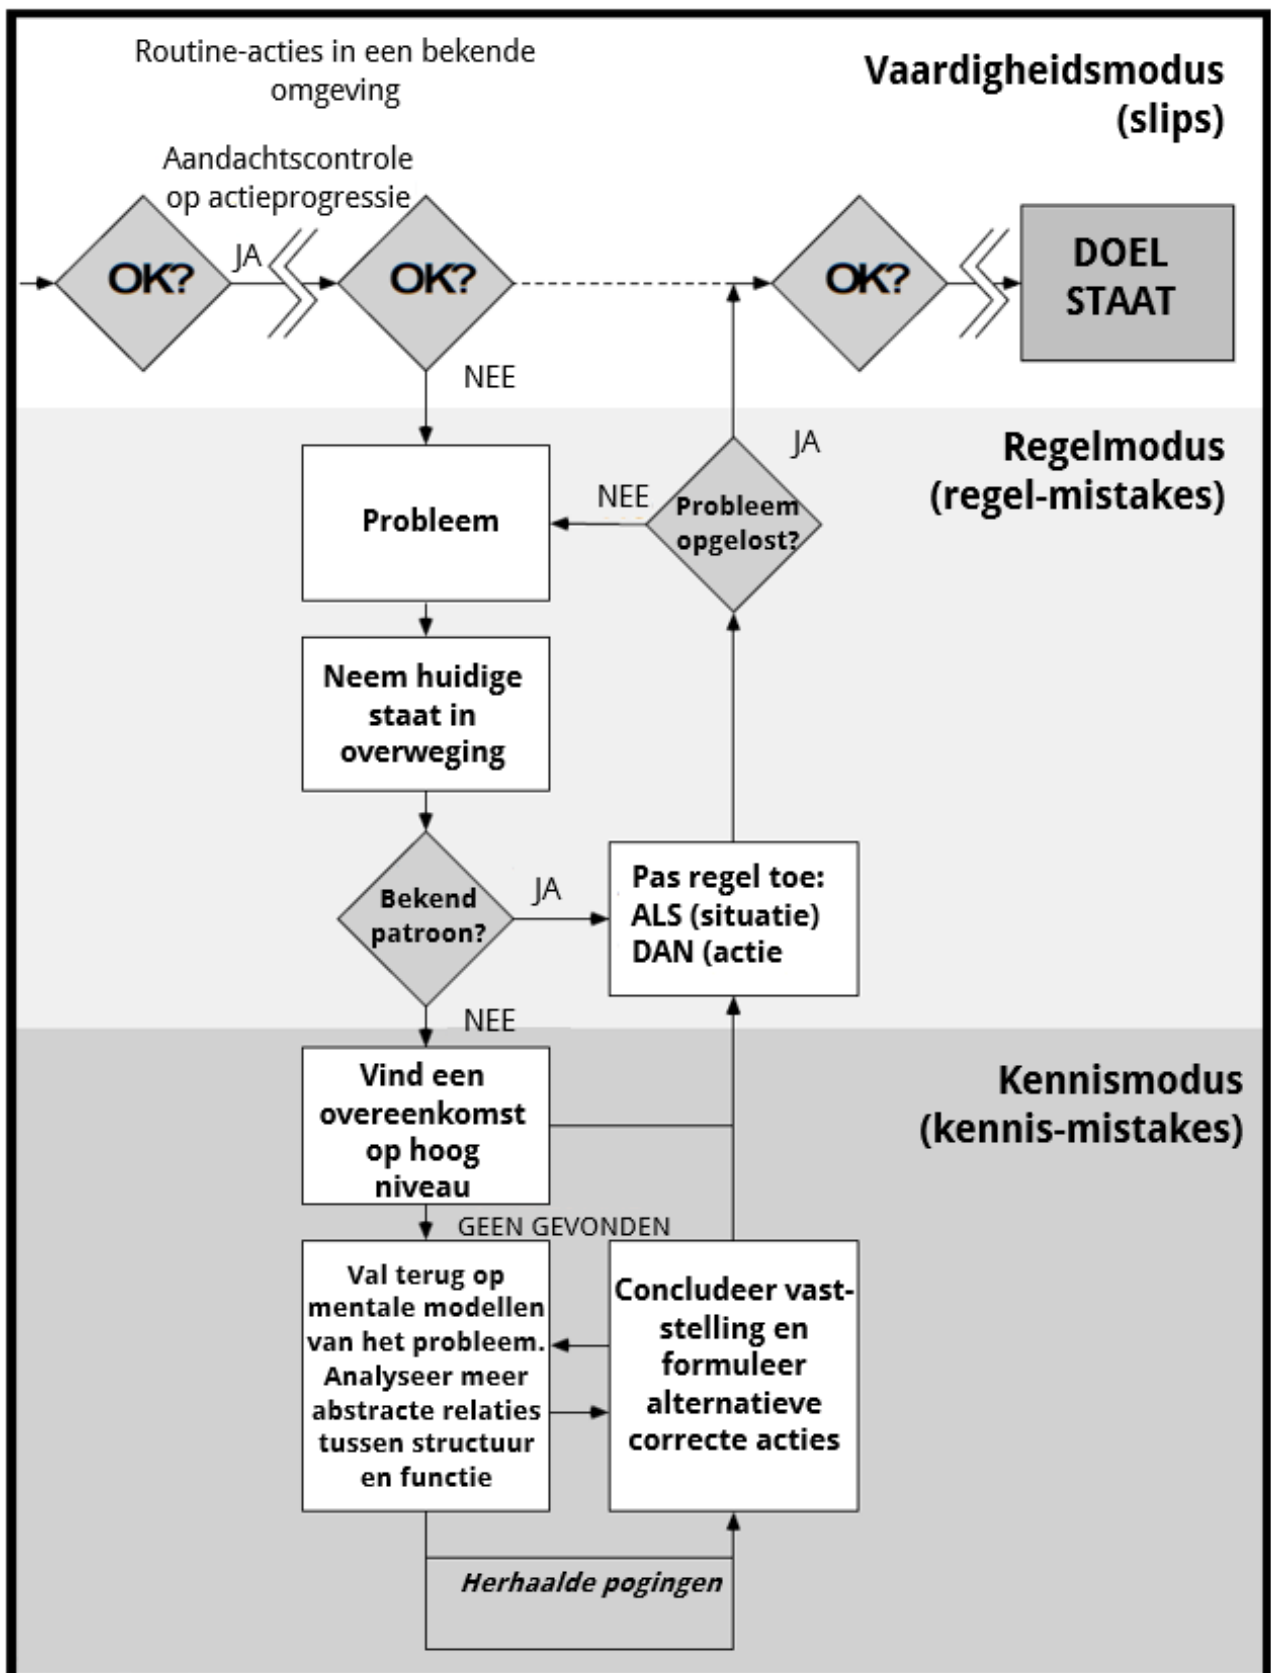 Routine-acties in een bekende
omgeving
Vaardigheidsmodus
(slips)
Aandachtscontrole
op actieprogressie
OK?
JA
OK?
OK?
DOEL
STAAT
NEE
Regelmodus
(regel-mistakes)
JA
NEE
Probleem
opgelost?
Probleem
Neem huidige
staat in
overweging
Bekend
patroon?
JA
Pas regel toe:
ALS (situatie)
DAN (actie
NEE
Kennismodus
(kennis-mistakes)
Vind een
overeenkomst
op hoog
niveau
GEEN GEVONDEN
Val terug op
mentale modellen
van het probleem.
Analyseer meer
abstracte relaties
tussen structuur
en functie
Concludeer vast-
stelling en
formuleer
alternatieve
correcte acties
Herhaalde pogingen